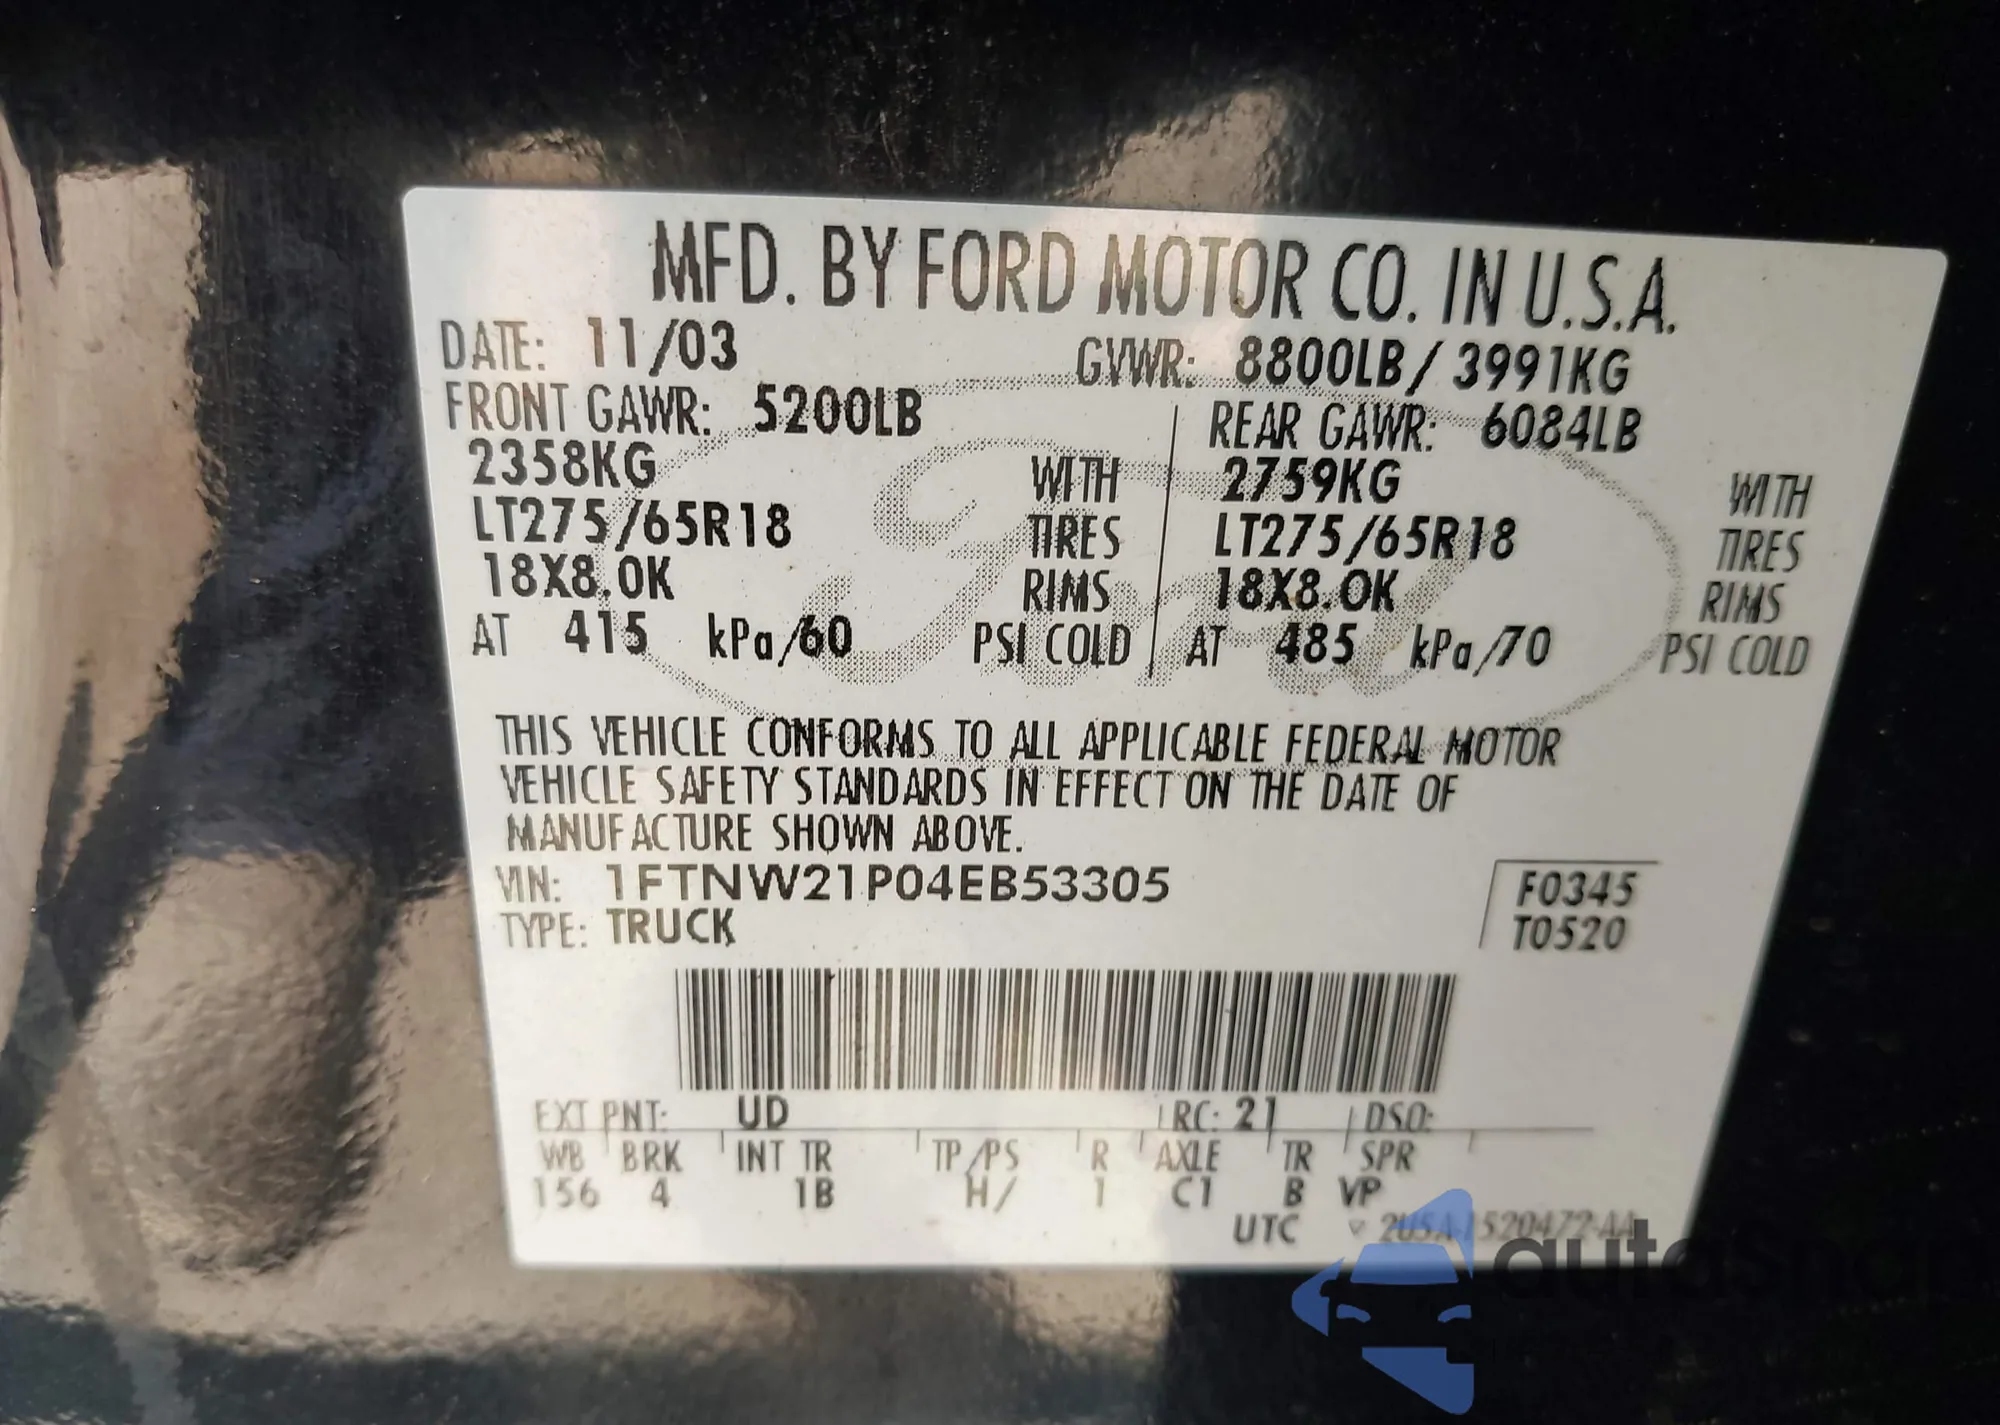 MFD. BY FORD MOTOR CO. IN U.S.A.
DATE: 11/03 GVWR: 8800LB/ 3991KG
FRONT GAWR: 5200LB REAR GAWR: 6084LB
2358KG WITH 2759KG WITH
LT275/65R18 TIRES LT275/65R18 TIRES
18X8.0K RIMS 18X8.0K RIMS
AT 415 kPa/60 PSI COLD AT 485 kPa/70 PSI COLD
THIS VEHICLE CONFORMS TO ALL APPLICABLE FEDERAL MOTOR
VEHICLE SAFETY STANDARDS IN EFFECT ON THE DATE OF
MANUFACTURE SHOWN ABOVE.
VIN: 1FTNW21P04EB53305 F0345
TYPE: TRUCK T0520
EXT PNT: UD RC: 21 DSO:
WB BRK INT TR TP/PS R AXLE TR SPR
156 4 1B H/ 1 C1 B VP
UTC 2U5A-1520472-AA
Ford